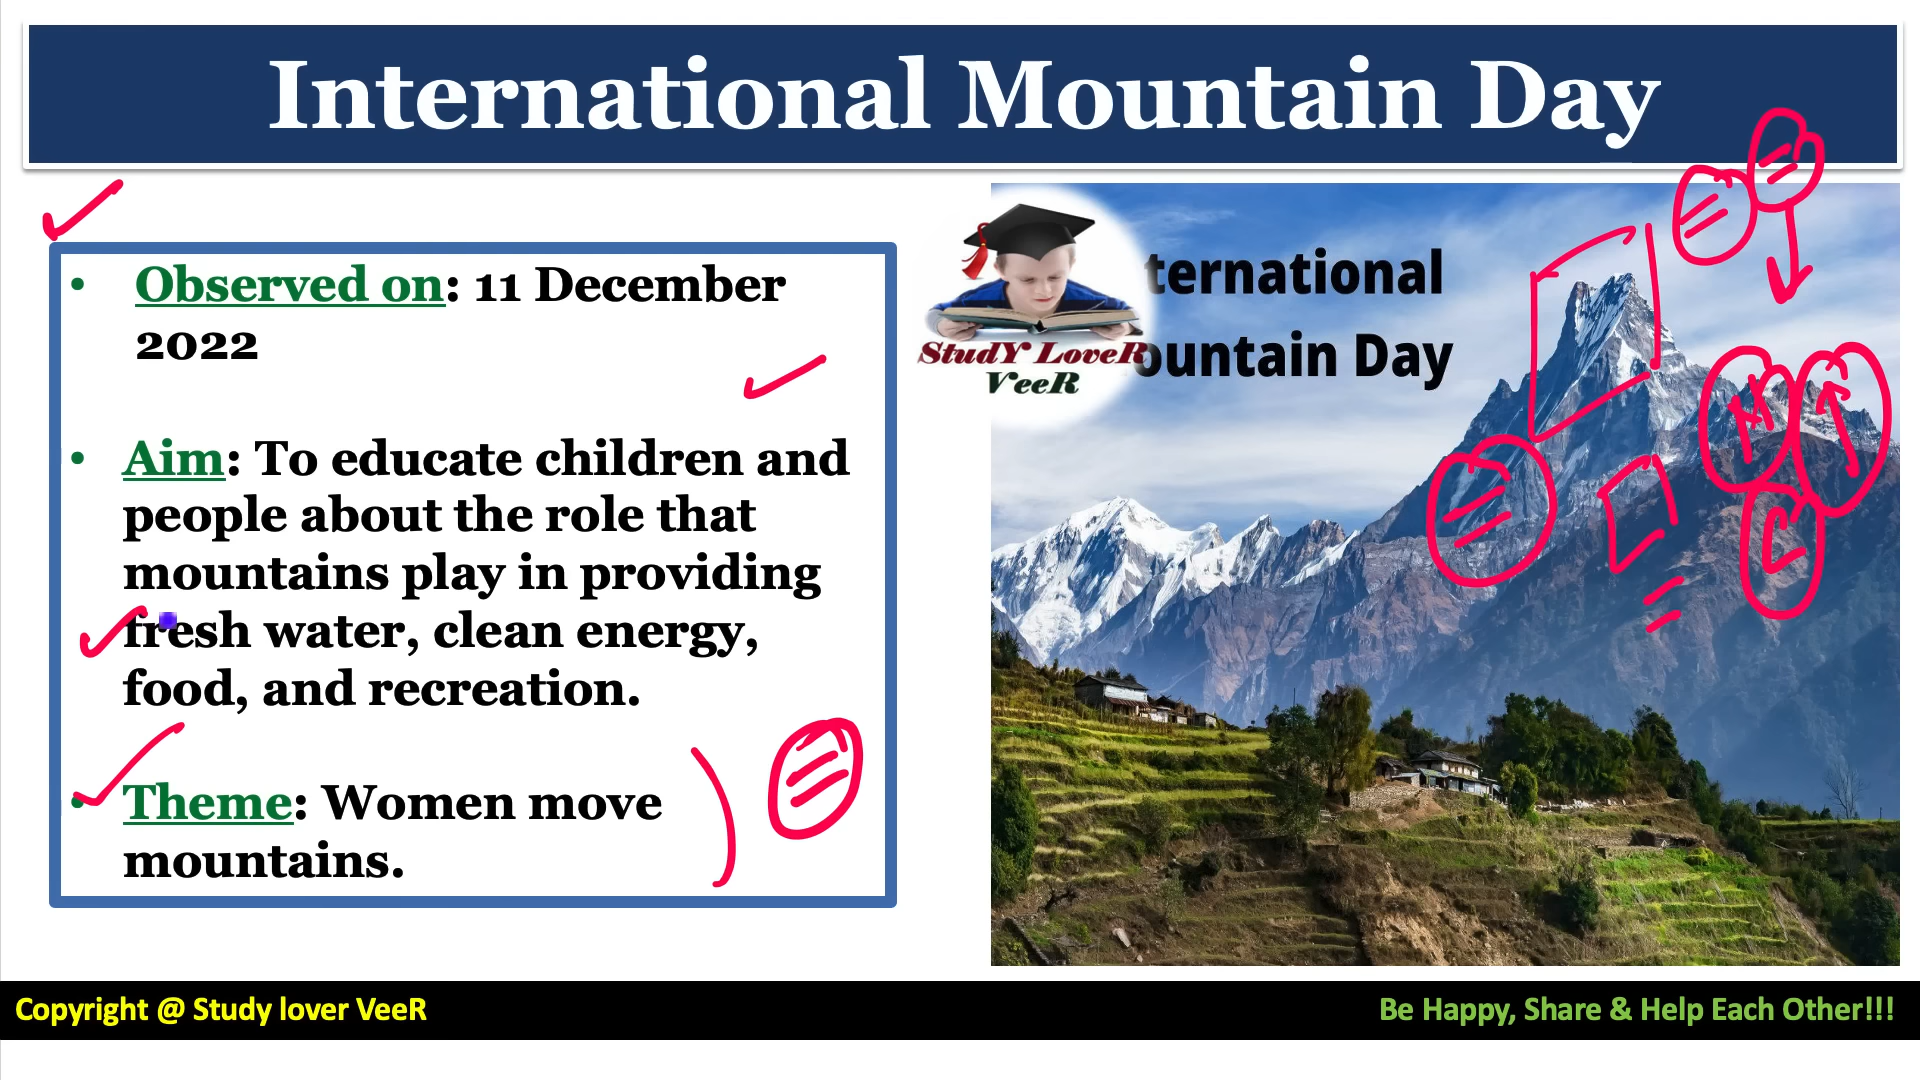 International Mountain Day
• Observed on: 11 December
2022
• Aim: To educate children and
people about the role that
mountains play in providing
fresh water, clean energy,
food, and recreation.
• Theme: Women move
mountains.
ternational
ountain Day
StudY LoveR
VeeR
Copyright @ Study lover VeeR
Be Happy, Share & Help Each Other!!!